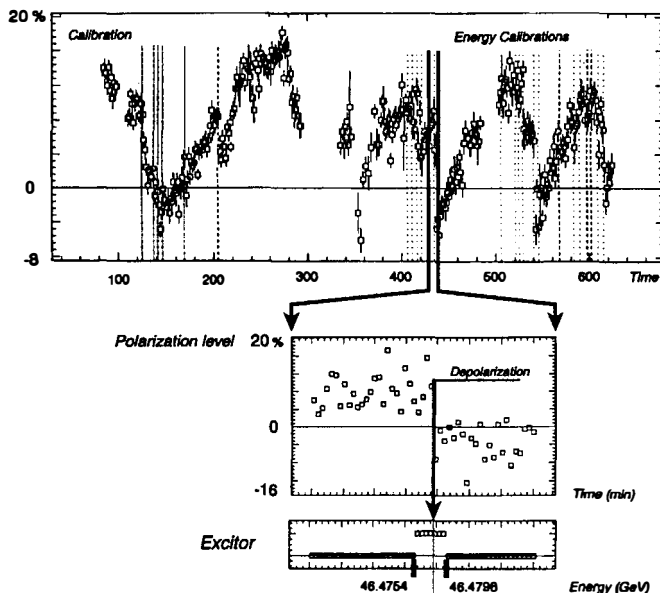 20 %
Calibration
Energy Calibrations
0
-8
100
200
300
400
600
Time
Polarization level
20 %
Depolarization
0
-16
Time (min)
Excitor
46.4754
46.4796
Energy (GeV)